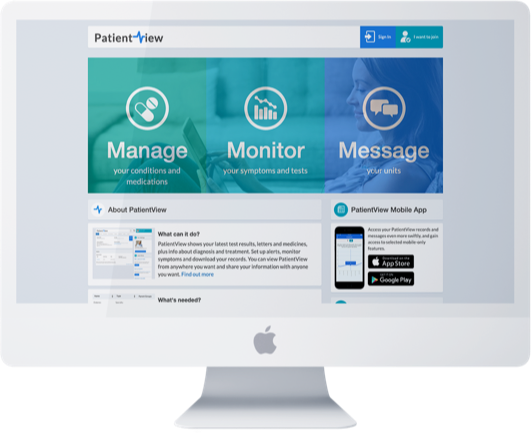 PatientView
Sign in
I want to join
Manage
your conditions and
medications
Monitor
your symptoms and tests
Message
your units
About PatientView
What can it do?
PatientView shows your latest test results, letters and medicines,
plus info about diagnosis and treatment. Set up alerts, monitor
symptoms and download your records. You can view PatientView
from anywhere you want and share your information with anyone
you want. Find out more
What's needed?
PatientView Mobile App
Access your PatientView records and
messages even more swiftly, and gain
access to selected mobile-only
features.
Download on the
App Store
Google Play